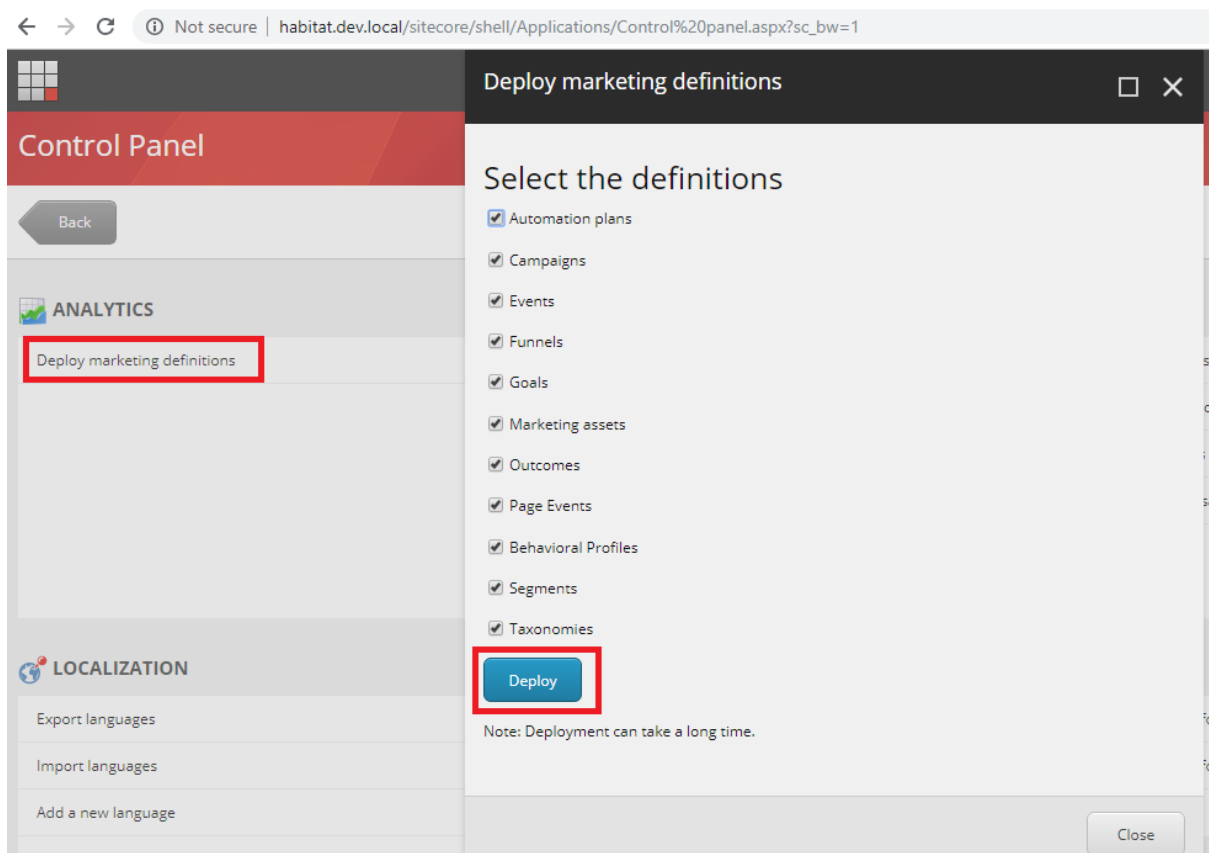 Not secure | habitat.dev.local/sitecore/shell/Applications/Control%20panel.aspx?sc_bw=1
Deploy marketing definitions
Control Panel
Back
ANALYTICS
Deploy marketing definitions
Select the definitions
Automation plans
Campaigns
Events
Funnels
Goals
Marketing assets
Outcomes
Page Events
Behavioral Profiles
Segments
Taxonomies
Deploy
Note: Deployment can take a long time.
LOCALIZATION
Export languages
Import languages
Add a new language
Close